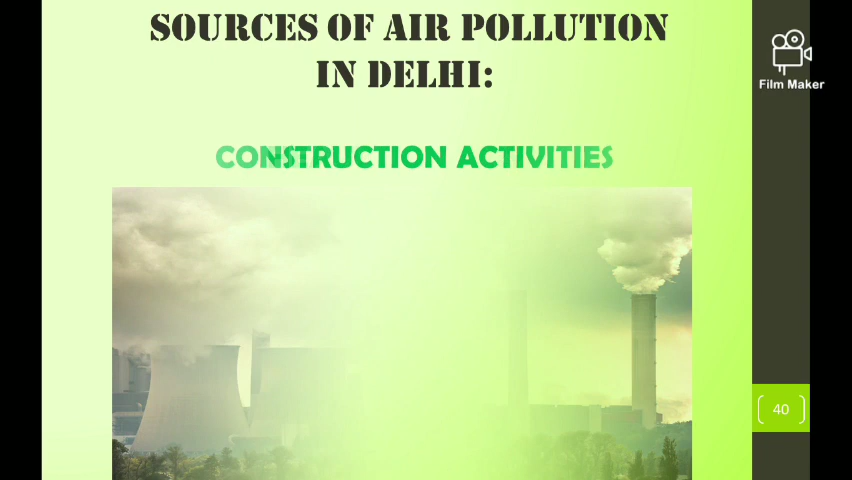 SOURCES OF AIR POLLUTION
IN DELHI:
CONSTRUCTION ACTIVITIES
Film Maker
40